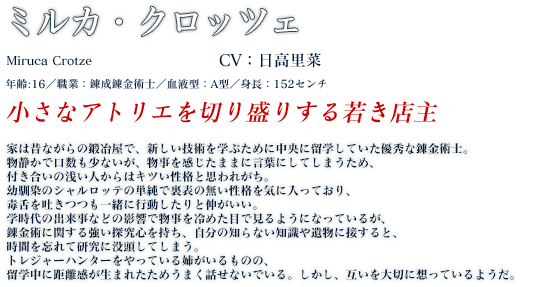 ミルカ・クロッツェ
Miruca Crotze CV：日高里菜
年齢:16／職業：錬成錬金術士／血液型：A型／身長：152センチ
小さなアトリエを切り盛りする若き店主
家は昔ながらの鍛冶屋で、新しい技術を学ぶために中央に留学していた優秀な錬金術士。
物静かで口数も少ないが、物事を感じたままに言葉にしてしまうため、
付き合いの浅い人からはキツい性格と思われがち。
幼馴染のシャルロッテの単純で裏表の無い性格を気に入っており、
毒舌を吐きつつも一緒に行動したりと仲がいい。
学時代の出来事などの影響で物事を冷めた目で見るようになっているが、
錬金術に関する強い探究心を持ち、自分の知らない知識や遺物に接すると、
時間を忘れて研究に没頭してしまう。
トレジャーハンターをやっている姉がいるものの、
留学中に距離感が生まれたためうまく話せないでいる。しかし、互いを大切に想っているようだ。